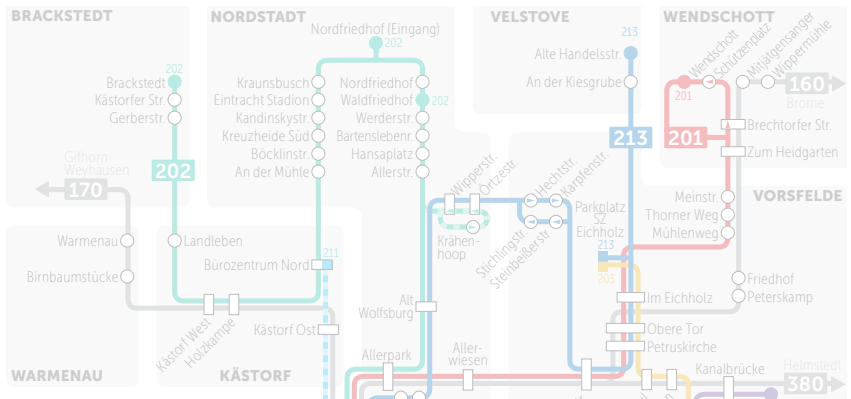 BRACKSTEDT
NORDSTADT
VELSTOVE
WENDSCHOTT
Nordfriedhof (Eingang)
202
213
Alte Handelsstr.
An der Kiesgrube
Wendschott
Schützenplatz
Mitjätgensanger
Wippermühle
201
201
160
Brome
202
Brackstedt
Kästorfer Str.
Gerberstr.
Kraunsbusch
Eintracht Stadion
Kandinskystr.
Kreuzheide Süd
Böcklinstr.
An der Mühle
Nordfriedhof
Waldfriedhof
202
Werderstr.
Bartenslebenr.
Hansaplatz
Allerstr.
213
Brechtorfer Str.
Zum Heidgarten
Gifhorn
Weyhausen
170
202
Wipperstr.
Örtzestr.
Hechtstr.
Karpfenstr.
Parkplatz
SZ
Eichholz
213
203
Meinstr.
Thorner Weg
Mühlenweg
VORSFELDE
Warmenau
Birnbaumstücke
Landleben
Bürozentrum Nord
211
Krähen-
hoop
Stichlingstr.
Steinbeißerstr.
Friedhof
Peterskamp
Kästorf West
Holzkampe
Kästorf Ost
Alt
Wolfsburg
Im Eichholz
Obere Tor
Petruskirche
WARMENAU
KÄSTORF
Allerpark
Aller-
wiesen
Kanalbrücke
Helmstedt
380